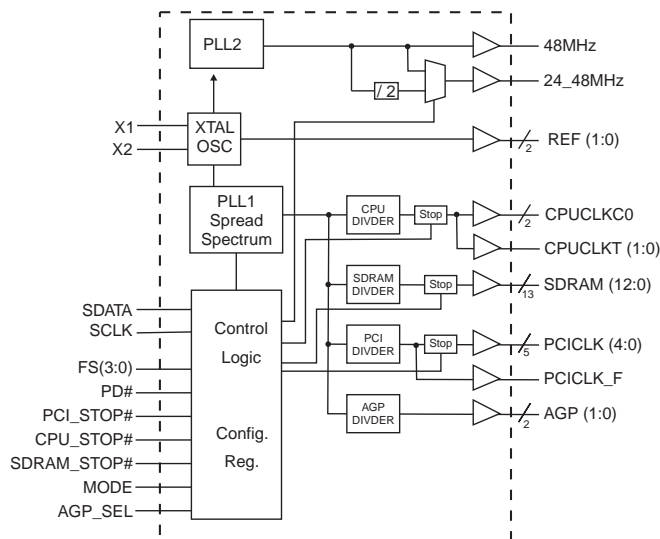 PLL2
48MHz
24_48MHz
/ 2
X1
X2
XTAL
OSC
2
REF (1:0)
PLL1
Spread
Spectrum
CPU
DIVDER
Stop
2
CPUCLKC0
CPUCLKT (1:0)
SDRAM
DIVDER
Stop
13
SDRAM (12:0)
SDATA
SCLK
FS(3:0)
PD#
PCI_STOP#
CPU_STOP#
SDRAM_STOP#
MODE
AGP_SEL
Control
Logic
Config.
Reg.
PCI
DIVDER
Stop
5
PCICLK (4:0)
PCICLK_F
AGP
DIVDER
2
AGP (1:0)